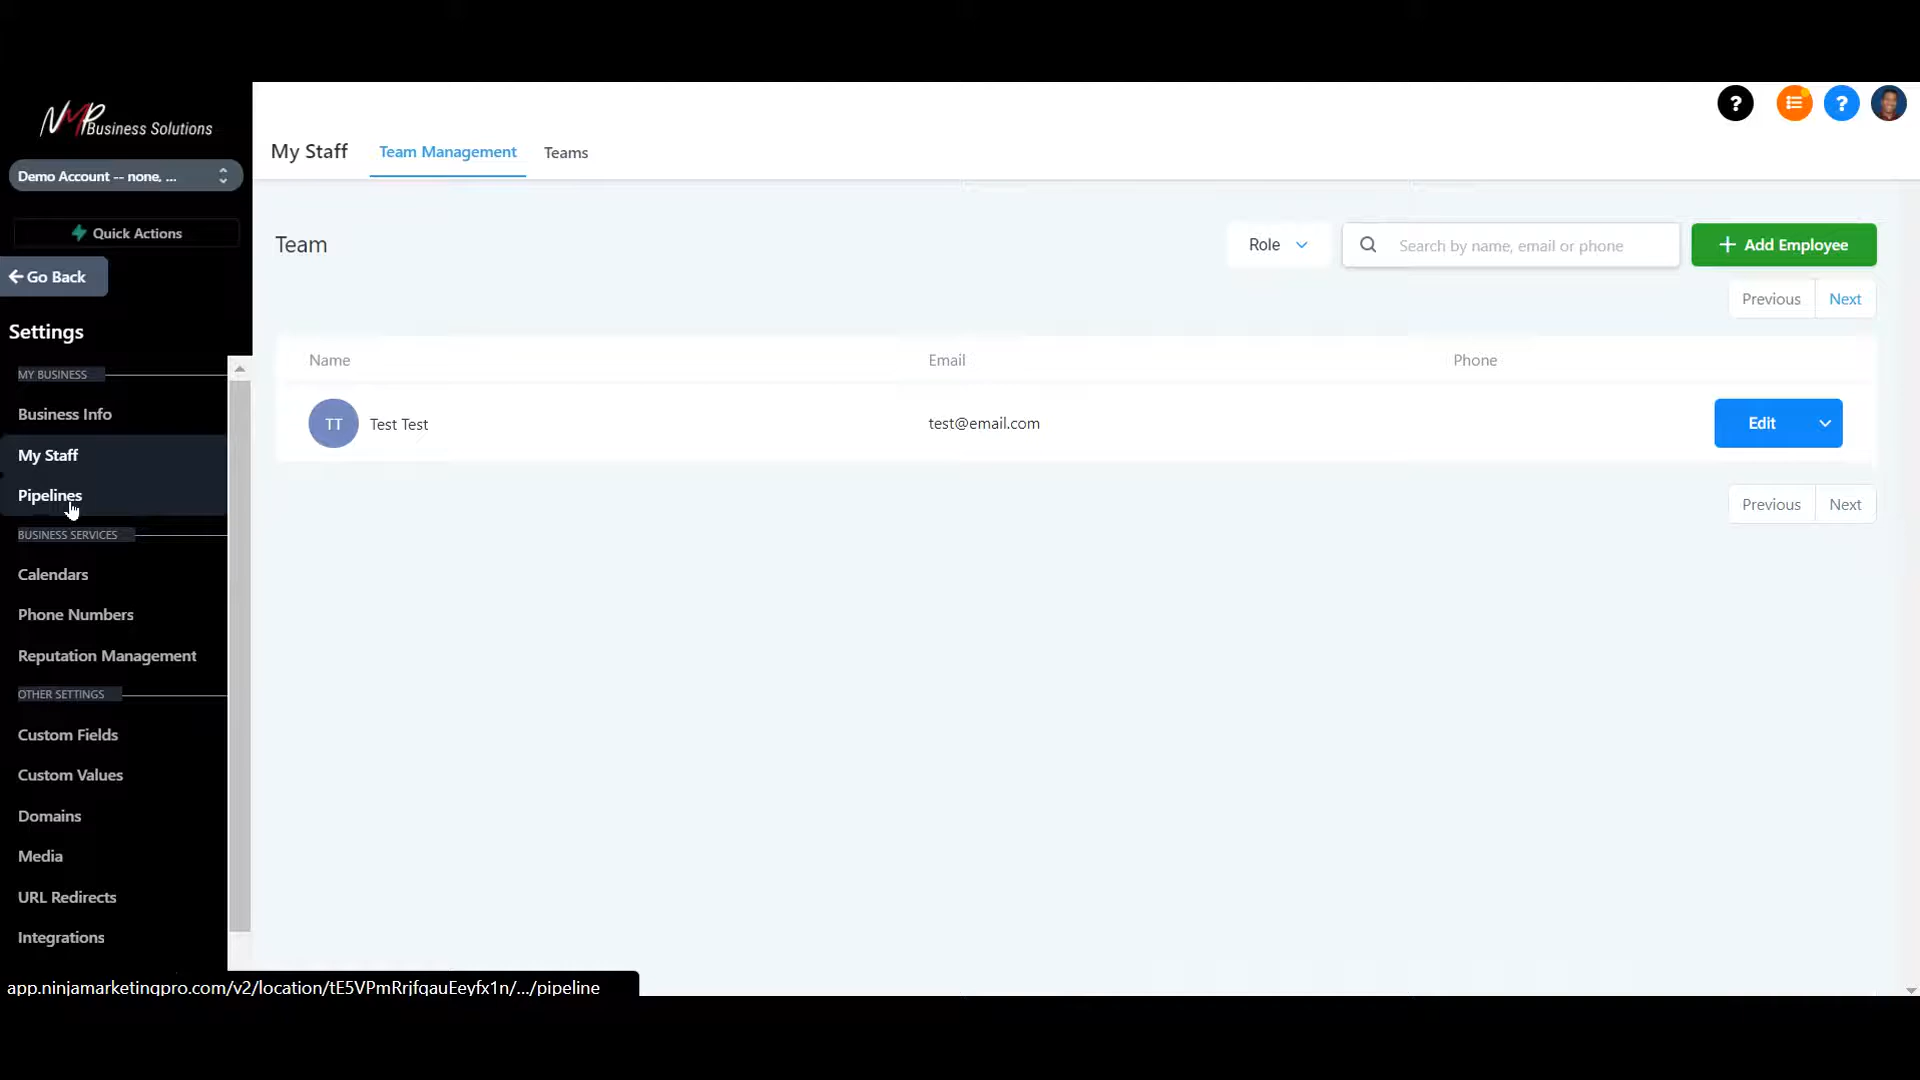 NMP Business Solutions
Demo Account -- none, ...
Quick Actions
Go Back
Settings
MY BUSINESS
Business Info
My Staff
Pipelines
BUSINESS SERVICES
Calendars
Phone Numbers
Reputation Management
OTHER SETTINGS
Custom Fields
Custom Values
Domains
Media
URL Redirects
Integrations
app.ninjamarketingpro.com/v2/location/tE5VPmRrjfqauEeyfx1n/.../pipeline
? ?
My Staff Team Management Teams
Team Role Search by name, email or phone + Add Employee
Previous Next
Name Email Phone
TT Test Test test@email.com Edit
Previous Next